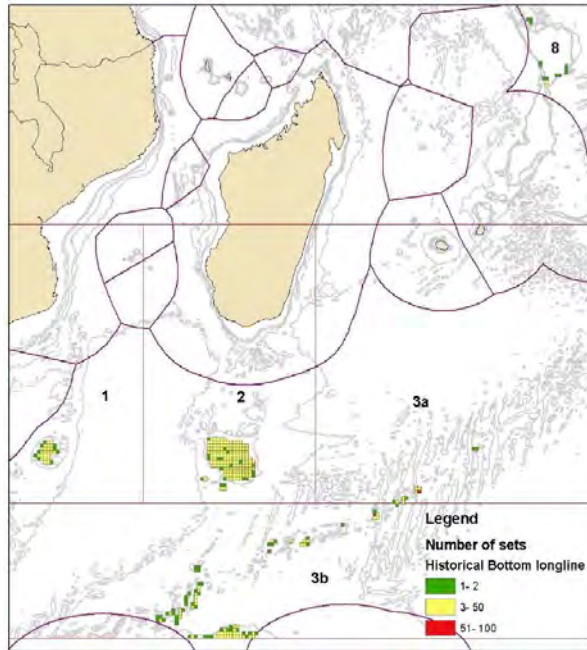 8
1
2
3a
3b
Legend
Number of sets
Historical Bottom longline
1- 2
3- 50
51- 100